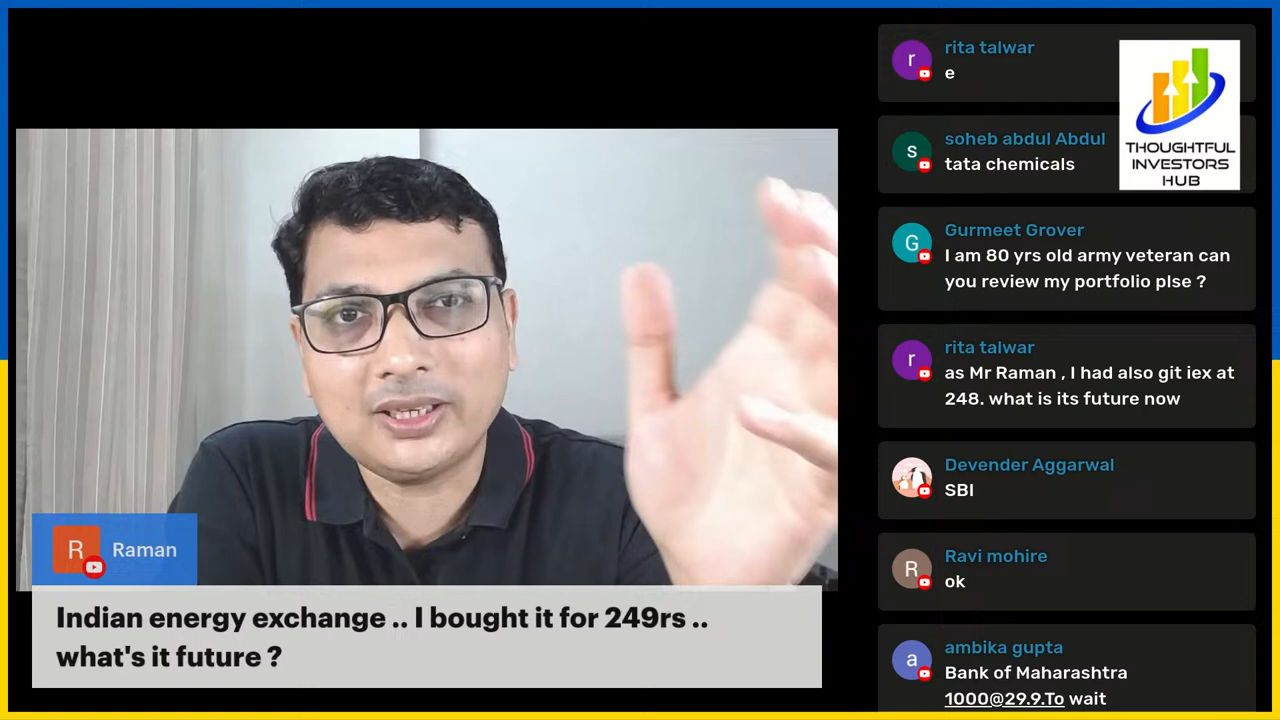 R
Raman
Indian energy exchange .. I bought it for 249rs ..
what's it future ?
r
rita talwar
e
s
soheb abdul Abdul
tata chemicals
THOUGHTFUL
INVESTORS
HUB
G
Gurmeet Grover
I am 80 yrs old army veteran can
you review my portfolio plse ?
r
rita talwar
as Mr Raman , I had also git iex at
248. what is its future now
Devender Aggarwal
SBI
R
Ravi mohire
ok
a
ambika gupta
Bank of Maharashtra
1000@29.9.To wait